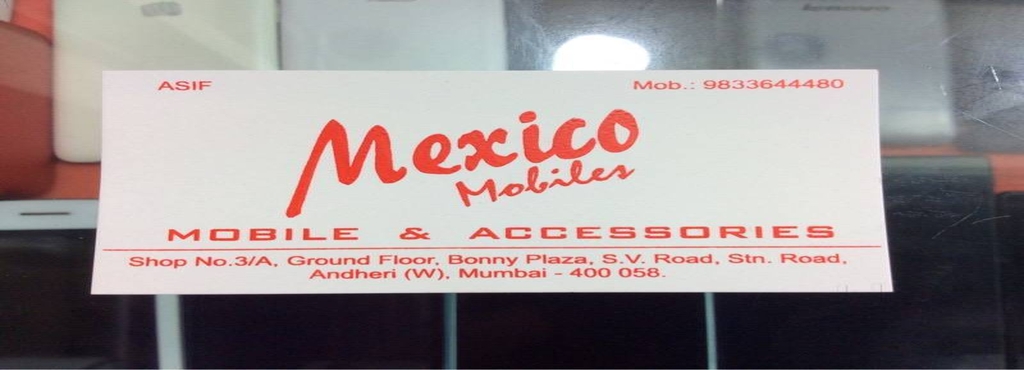 ASIF Mob.: 9833644480
Mexico
Mobiles
MOBILE & ACCESSORIES
Shop No.3/A, Ground Floor, Bonny Plaza, S.V. Road, Stn. Road,
Andheri (W), Mumbai - 400 058.